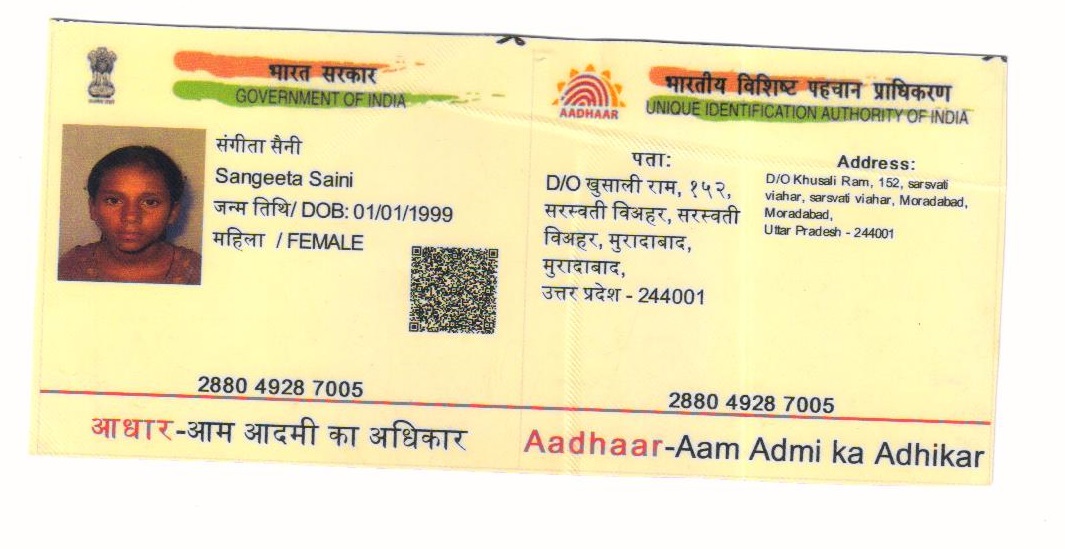 भारत सरकार
GOVERNMENT OF INDIA
संगीता सैनी
Sangeeta Saini
जन्म तिथि/ DOB: 01/01/1999
महिला / FEMALE
2880 4928 7005
आधार-आम आदमी का अधिकार
AADHAAR
भारतीय विशिष्ट पहचान प्राधिकरण
UNIQUE IDENTIFICATION AUTHORITY OF INDIA
पता:
D/O खुसाली राम, १५२,
सरस्वती विअहर, सरस्वती
विअहर, मुरादाबाद,
मुरादाबाद,
उत्तर प्रदेश - 244001
Address:
D/O Khusali Ram, 152, sarsvati
viahar, sarsvati viahar, Moradabad,
Moradabad,
Uttar Pradesh - 244001
2880 4928 7005
Aadhaar-Aam Admi ka Adhikar